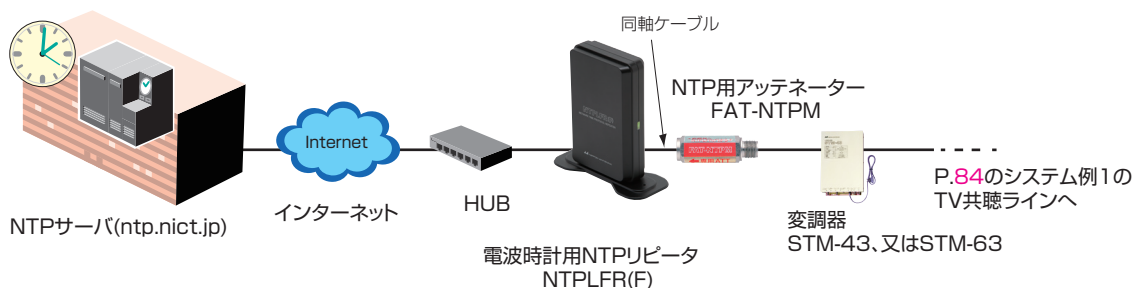 同軸ケーブル
NTP用アッテネーター
FAT-NTPM
Internet
NTPサーバ(ntp.nict.jp)
インターネット
HUB
電波時計用NTPリピータ
NTPLFR(F)
変調器
STM-43、又はSTM-63
P.84のシステム例1の
TV共聴ラインへ